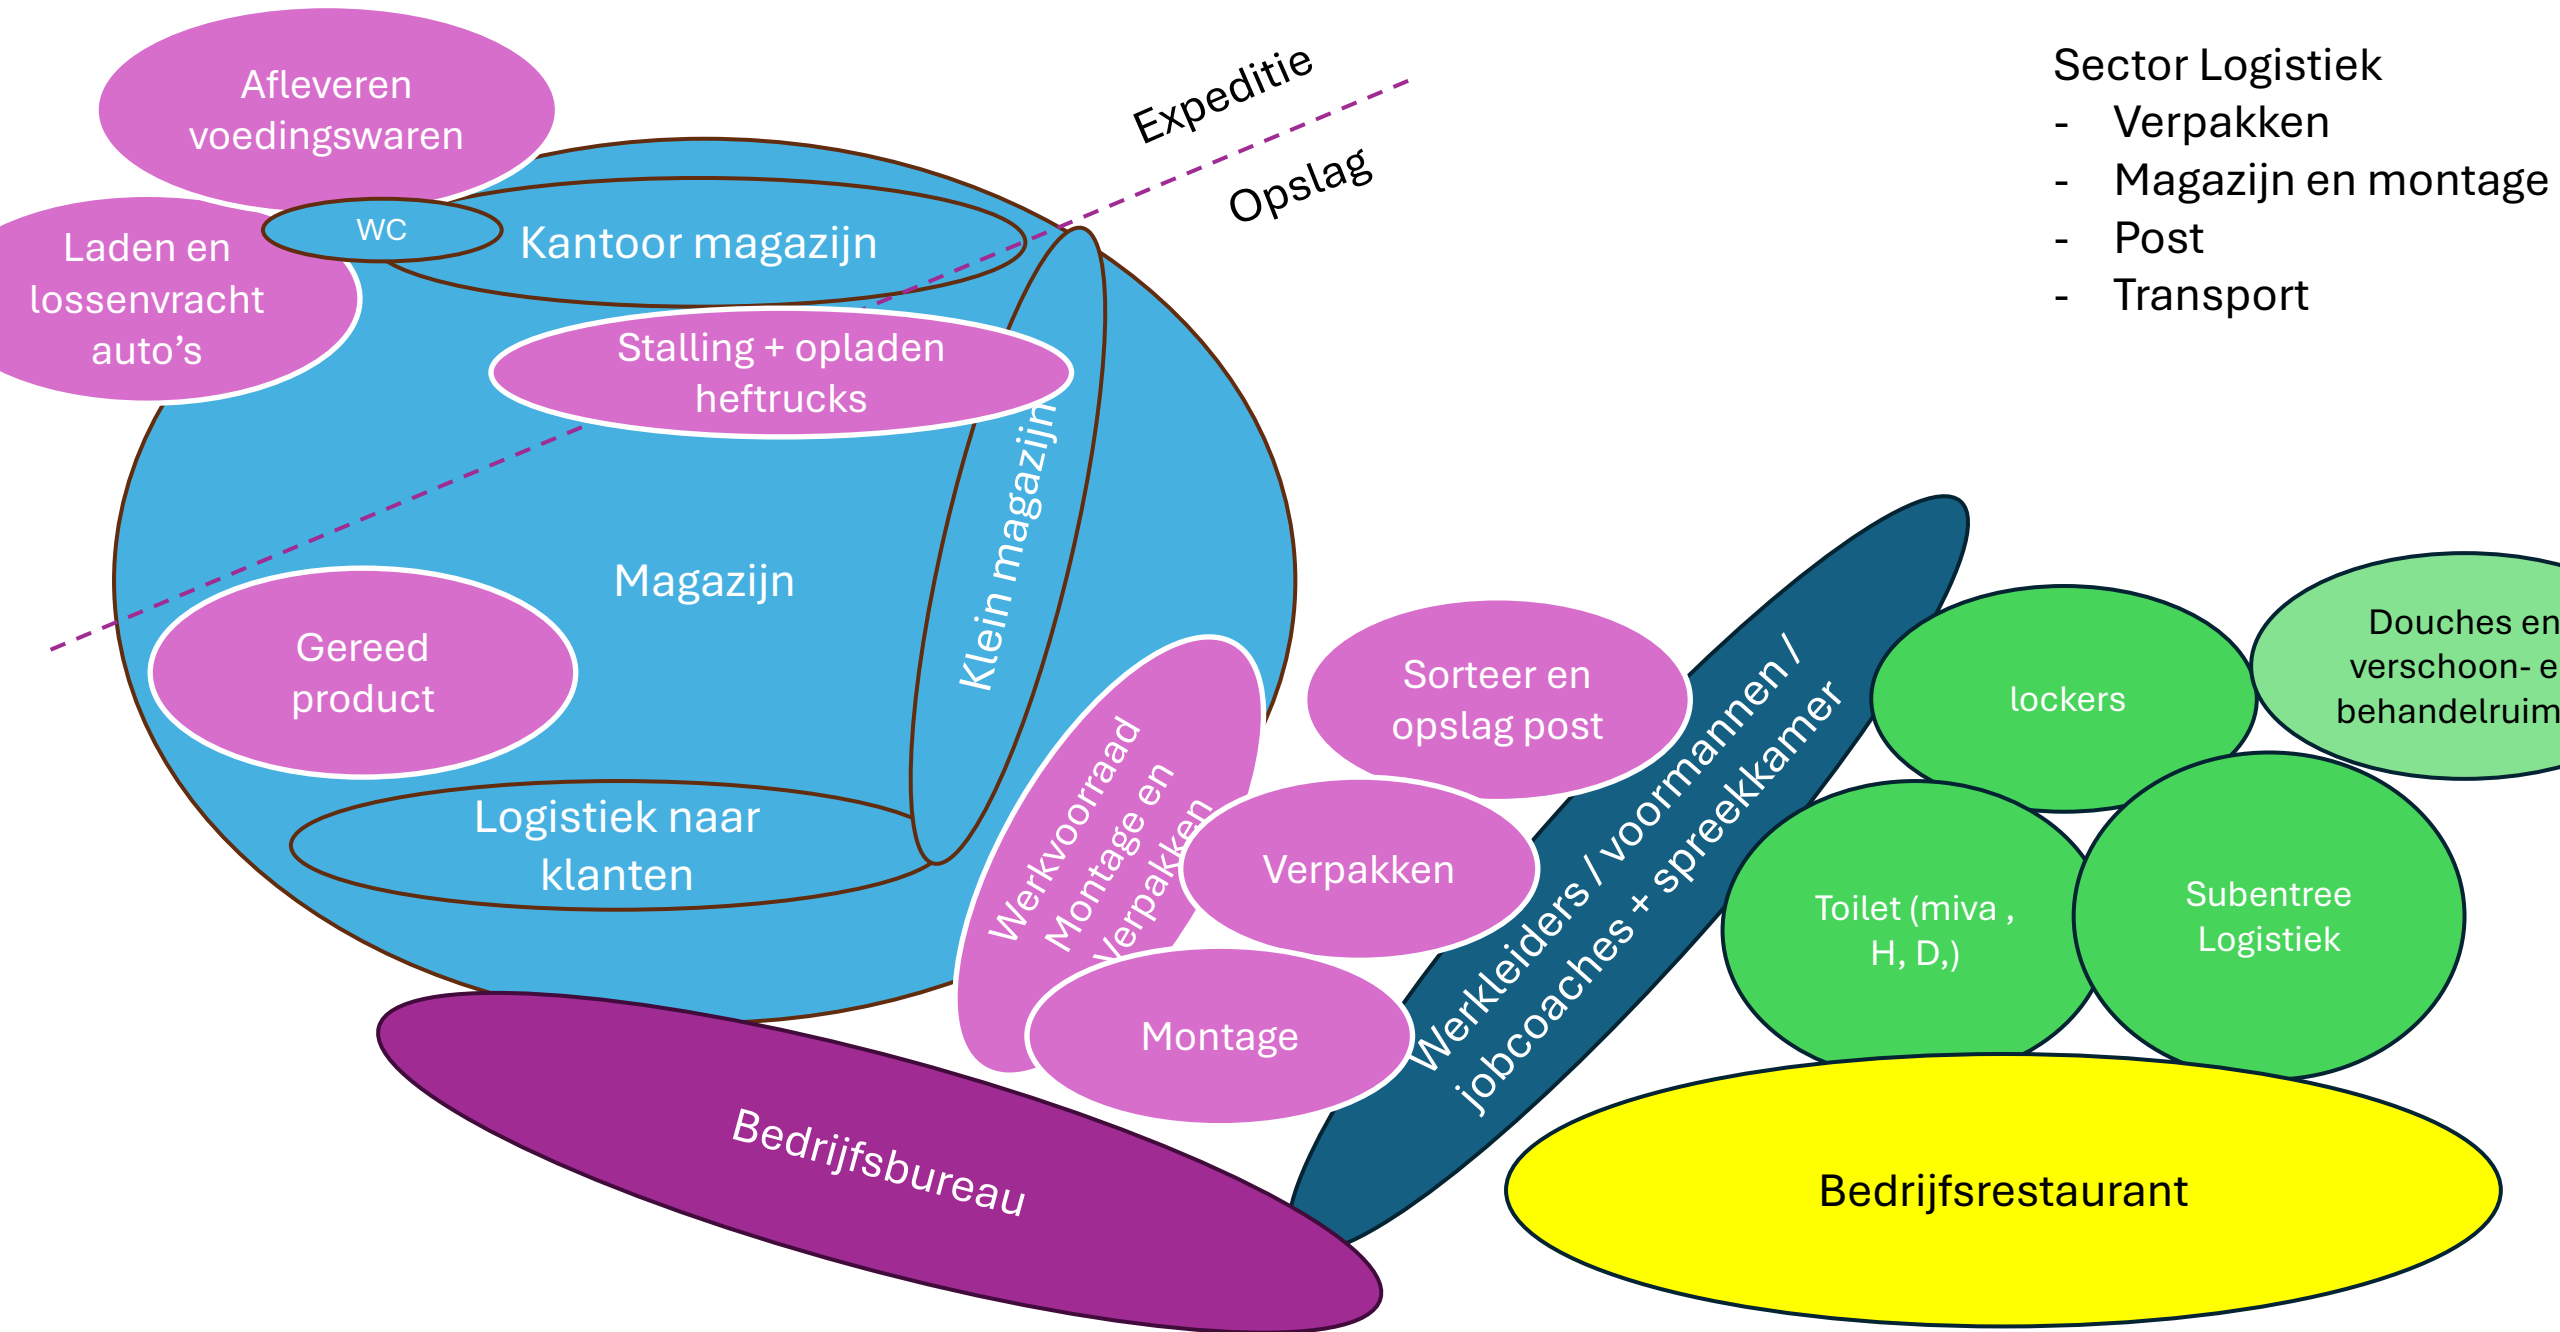 Afleveren
voedingswaren
Expeditie
Opslag
Sector Logistiek
- Verpakken
- Magazijn en montage
- Post
- Transport
WC
Kantoor magazijn
Laden en
lossenvracht
auto's
Stalling + opladen
heftrucks
Klein magazijn
Magazijn
Gereed
product
Logistiek naar
klanten
Werkvoorraad
Montage en
Verpakken
Sorteer en
opslag post
Verpakken
Montage
Werkleiders / voormannen /
jobcoaches + spreekkamer
lockers
Douches en
verschoon- e
behandelruim
Toilet (miva ,
H, D,)
Subentree
Logistiek
Bedrijfsbureau
Bedrijfsrestaurant